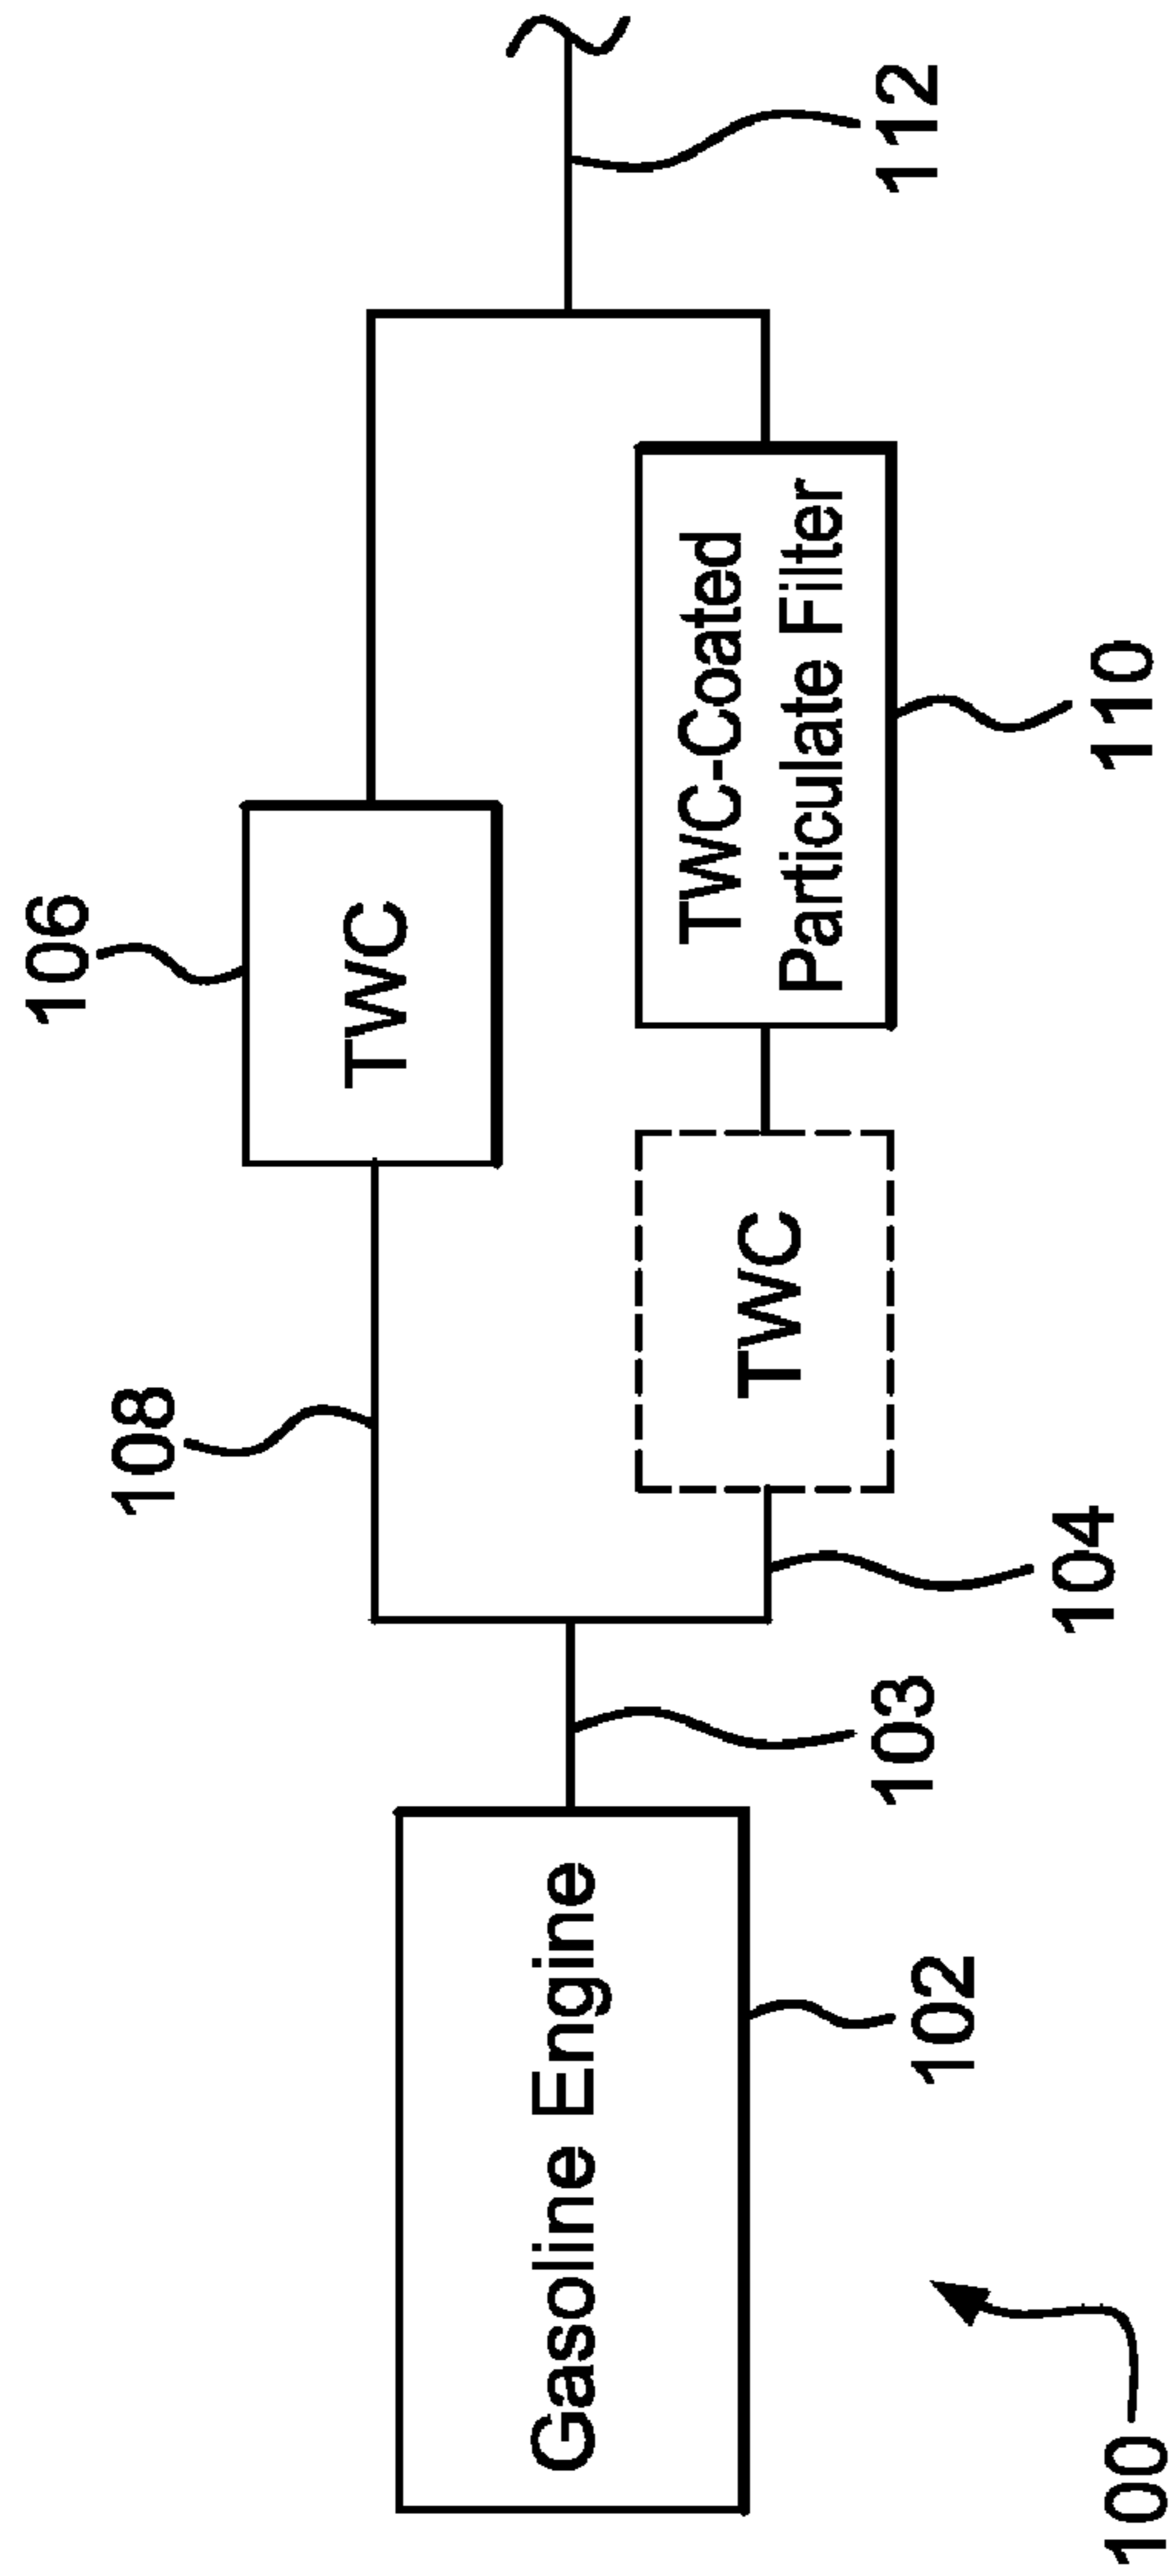 106
TWC
108
112
Gasoline Engine
103
102
104
TWC
TWC-Coated
Particulate Filter
110
100